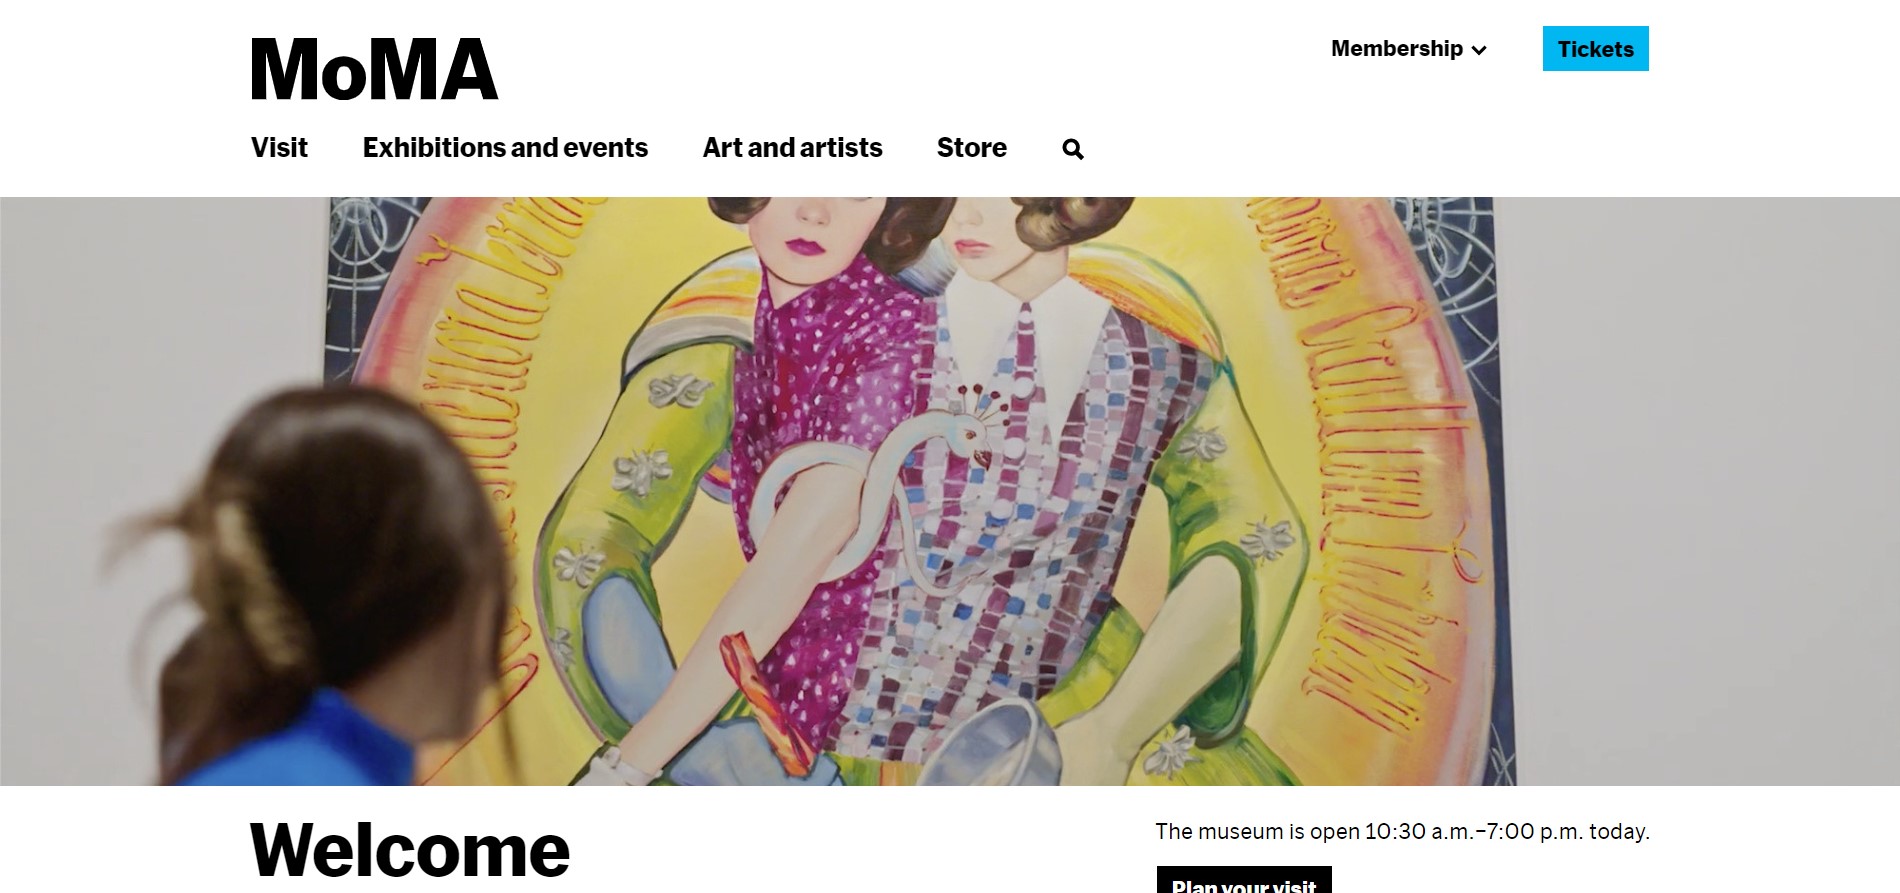 MoMA
Membership
Tickets
Visit
Exhibitions and events
Art and artists
Store
Welcome
The museum is open 10:30 a.m.–7:00 p.m. today.
Plan your visit